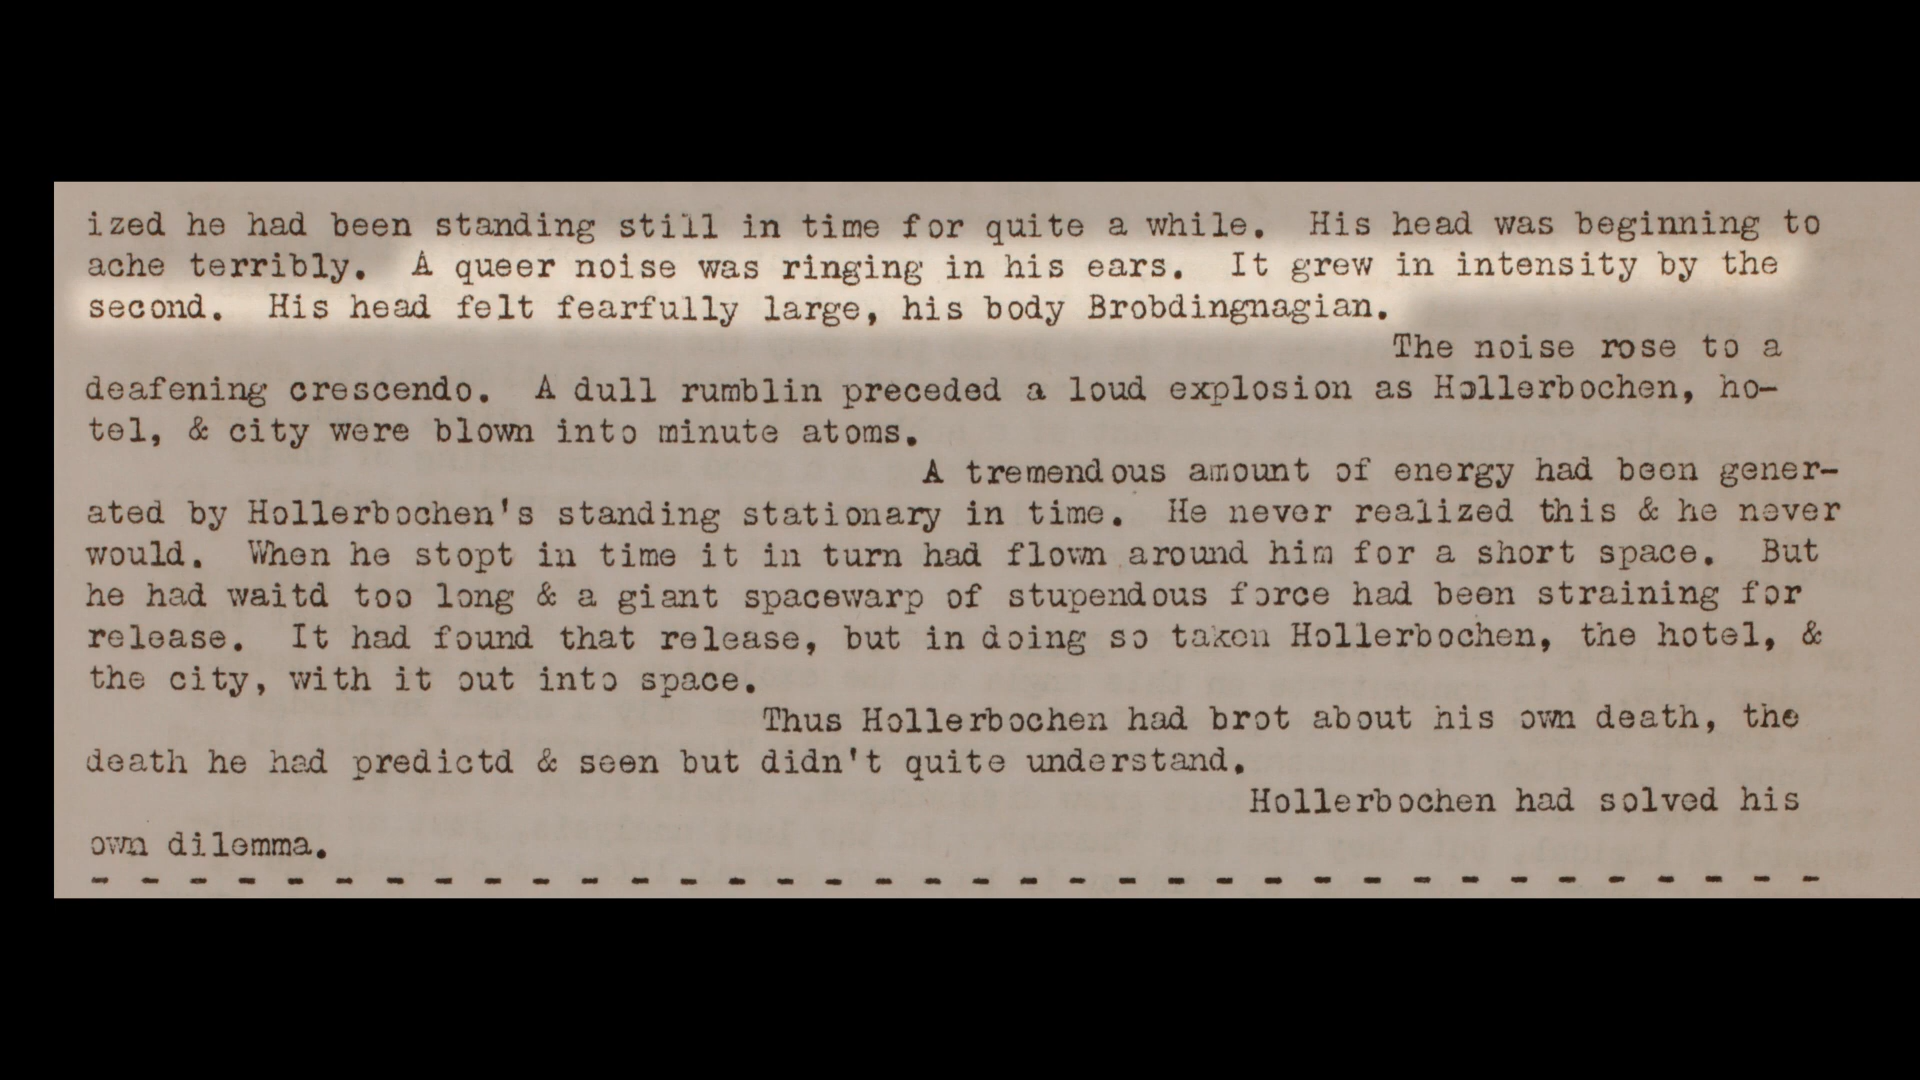 ized he had been standing still in time for quite a while.  His head was beginning to
ache terribly.  A queer noise was ringing in his ears.  It grew in intensity by the
second.  His head felt fearfully large, his body Brobdingnagian.
The noise rose to a
deafening crescendo.  A dull rumblin preceded a loud explosion as Hollerbochen, ho-
tel, & city were blown into minute atoms.
A tremendous amount of energy had been gener-
ated by Hollerbochen's standing stationary in time.  He never realized this & he never
would.  When he stopt in time it in turn had flown around him for a short space.  But
he had waitd too long & a giant spacewarp of stupendous force had been straining for
release.  It had found that release, but in doing so taken Hollerbochen, the hotel, &
the city, with it out into space.
Thus Hollerbochen had brot about his own death, the
death he had predictd & seen but didn't quite understand.
Hollerbochen had solved his
own dilemma.